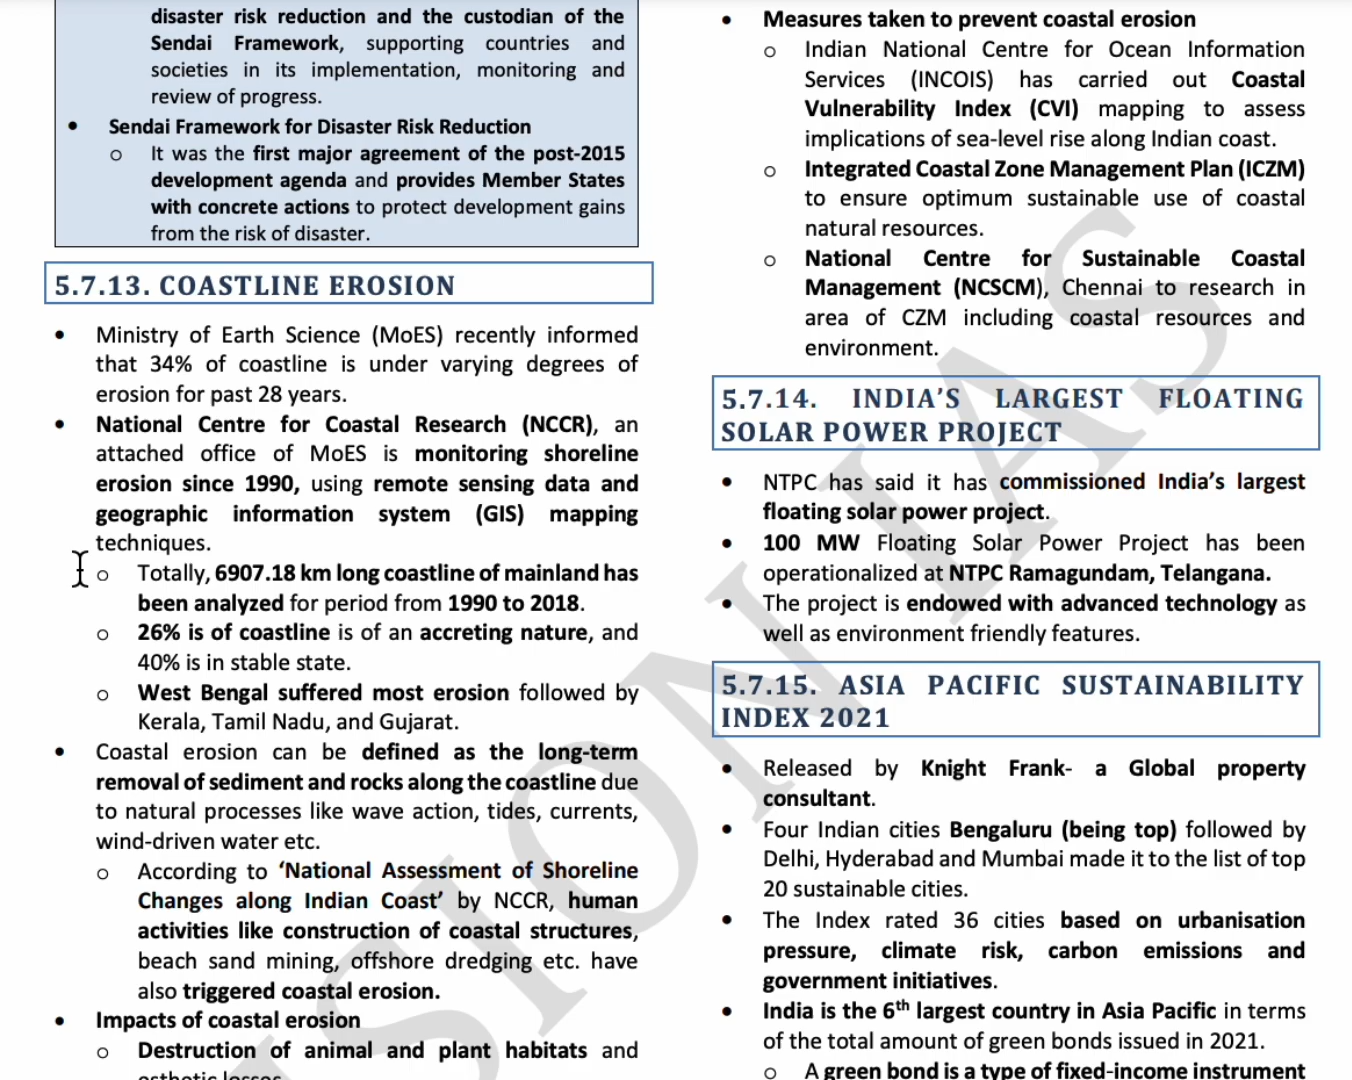 disaster risk reduction and the custodian of the
Sendai Framework, supporting countries and
societies in its implementation, monitoring and
review of progress.
• Sendai Framework for Disaster Risk Reduction
o It was the first major agreement of the post-2015
development agenda and provides Member States
with concrete actions to protect development gains
from the risk of disaster.
5.7.13. COASTLINE EROSION
• Ministry of Earth Science (MoES) recently informed
that 34% of coastline is under varying degrees of
erosion for past 28 years.
• National Centre for Coastal Research (NCCR), an
attached office of MoES is monitoring shoreline
erosion since 1990, using remote sensing data and
geographic information system (GIS) mapping
techniques.
o Totally, 6907.18 km long coastline of mainland has
been analyzed for period from 1990 to 2018.
o 26% is of coastline is of an accreting nature, and
40% is in stable state.
o West Bengal suffered most erosion followed by
Kerala, Tamil Nadu, and Gujarat.
• Coastal erosion can be defined as the long-term
removal of sediment and rocks along the coastline due
to natural processes like wave action, tides, currents,
wind-driven water etc.
o According to ‘National Assessment of Shoreline
Changes along Indian Coast’ by NCCR, human
activities like construction of coastal structures,
beach sand mining, offshore dredging etc. have
also triggered coastal erosion.
• Impacts of coastal erosion
o Destruction of animal and plant habitats and
esthetic losses
• Measures taken to prevent coastal erosion
o Indian National Centre for Ocean Information
Services (INCOIS) has carried out Coastal
Vulnerability Index (CVI) mapping to assess
implications of sea-level rise along Indian coast.
o Integrated Coastal Zone Management Plan (ICZM)
to ensure optimum sustainable use of coastal
natural resources.
o National Centre for Sustainable Coastal
Management (NCSCM), Chennai to research in
area of CZM including coastal resources and
environment.
5.7.14. INDIA’S LARGEST FLOATING
SOLAR POWER PROJECT
• NTPC has said it has commissioned India’s largest
floating solar power project.
• 100 MW Floating Solar Power Project has been
operationalized at NTPC Ramagundam, Telangana.
• The project is endowed with advanced technology as
well as environment friendly features.
5.7.15. ASIA PACIFIC SUSTAINABILITY
INDEX 2021
• Released by Knight Frank- a Global property
consultant.
• Four Indian cities Bengaluru (being top) followed by
Delhi, Hyderabad and Mumbai made it to the list of top
20 sustainable cities.
• The Index rated 36 cities based on urbanisation
pressure, climate risk, carbon emissions and
government initiatives.
• India is the 6th largest country in Asia Pacific in terms
of the total amount of green bonds issued in 2021.
o A green bond is a type of fixed-income instrument
SION IAS